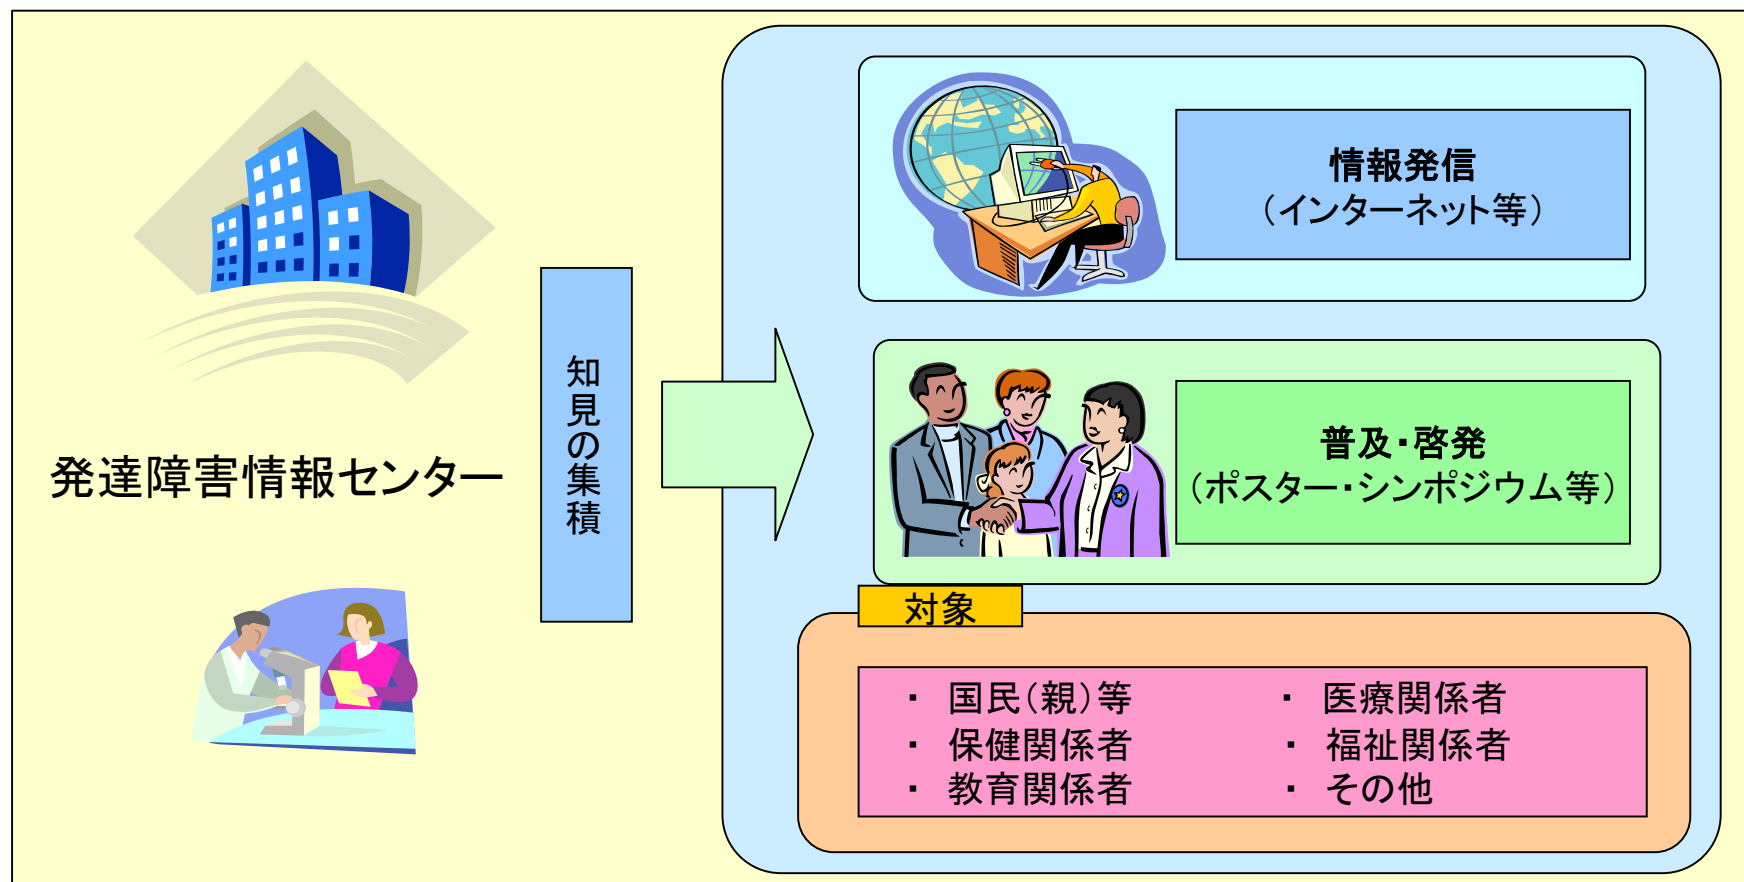 発達障害情報センター
知見の集積
情報発信
（インターネット等）
普及・啓発
（ポスター・シンポジウム等）
対象
・ 国民（親）等
・ 医療関係者
・ 保健関係者
・ 福祉関係者
・ 教育関係者
・ その他